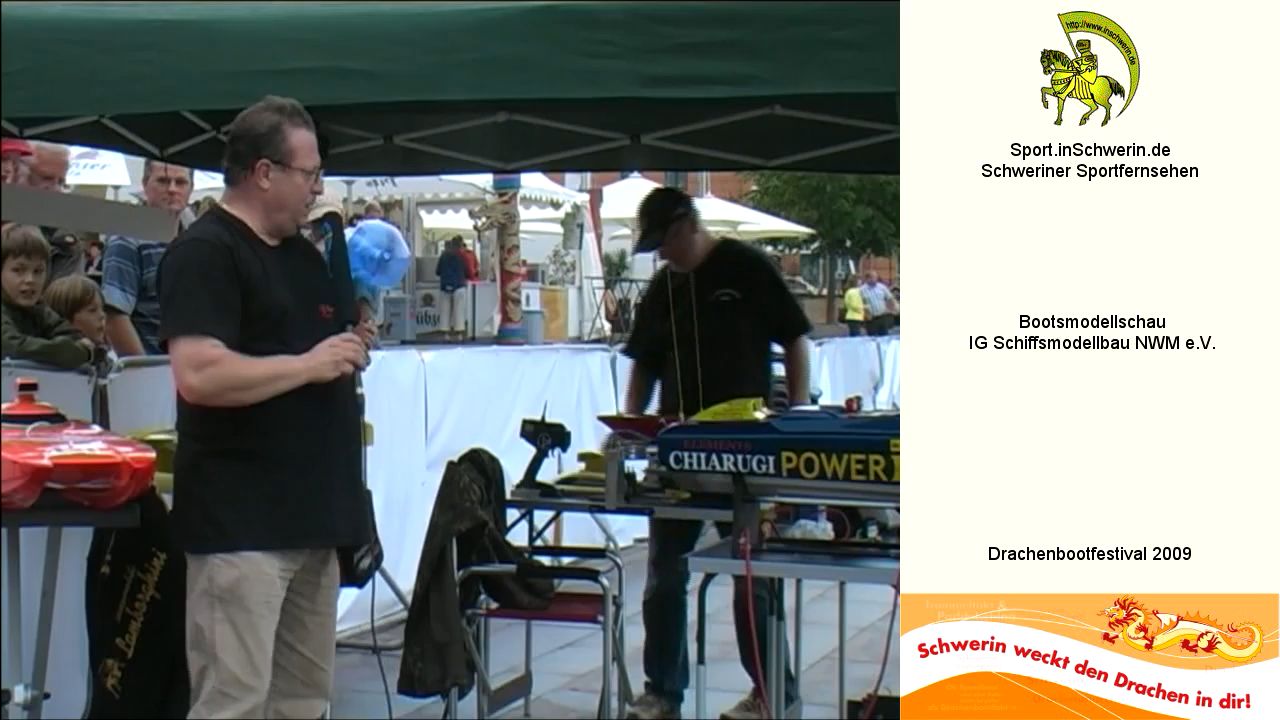 http://www.inschwerin.de
Sport.inSchwerin.de
Schweriner Sportfernsehen
Bootsmodellschau
IG Schiffsmodellbau NWM e.V.
Drachenbootfestival 2009
Schwerin weckt den Drachen in dir!
ELEMENTS
CHIARUGI POWER
Lamborghini